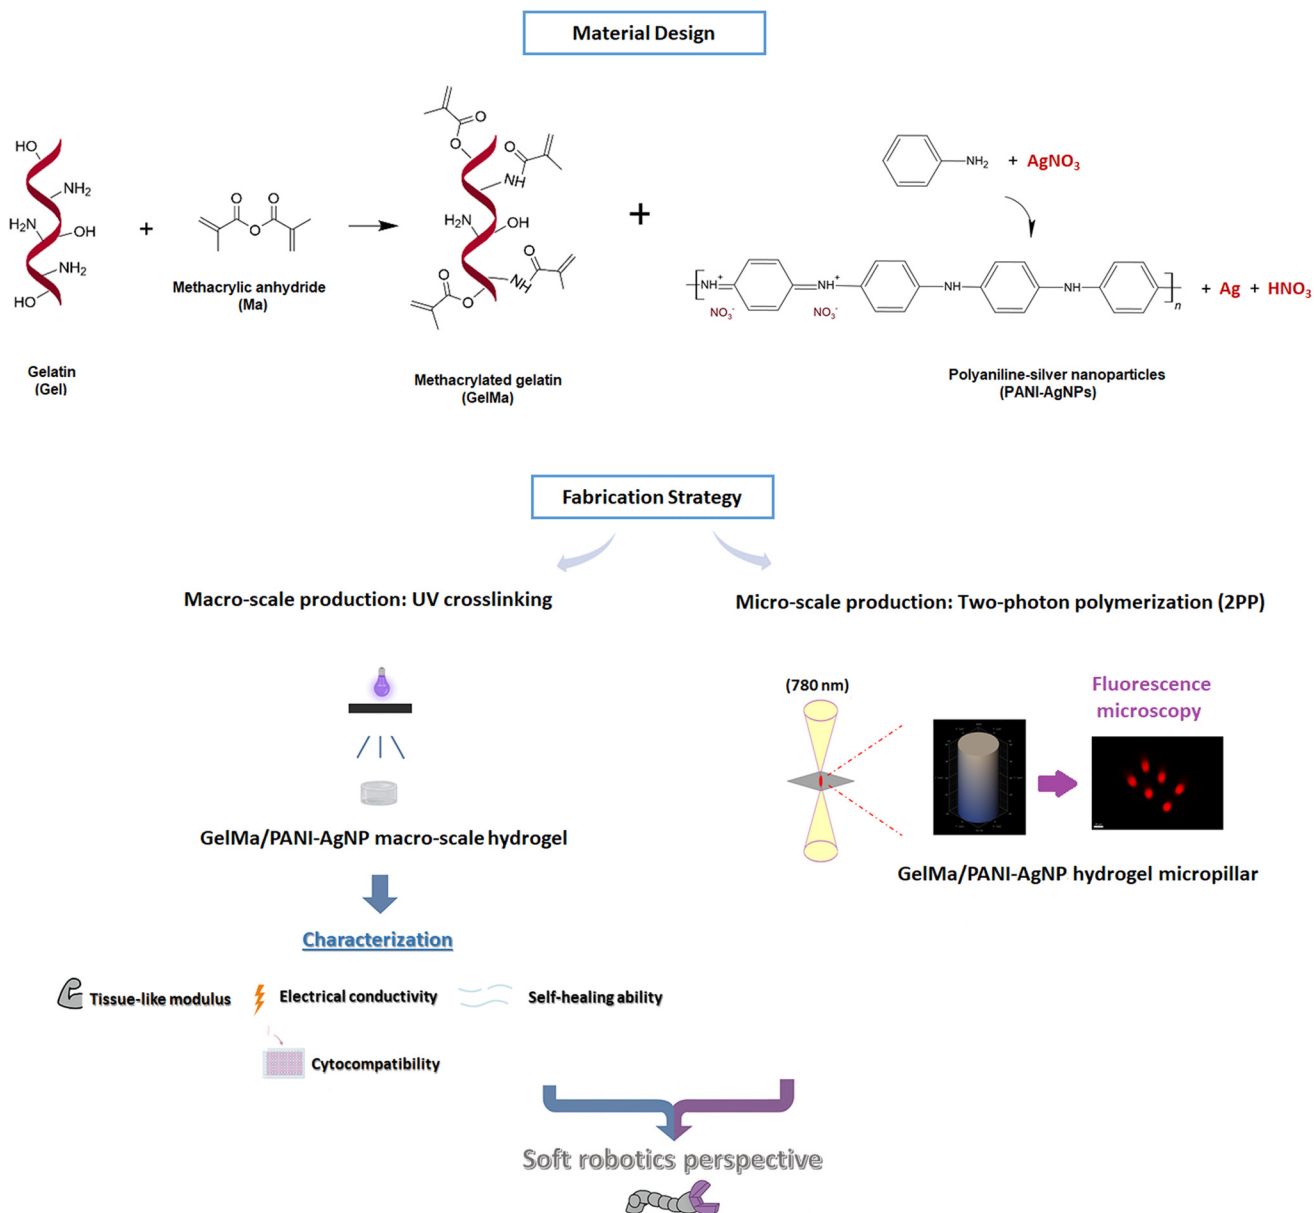 Material Design
HO
NH2
H2N
OH
NH2
HO
Gelatin
(Gel)
+
O O
O
Methacrylic anhydride
(Ma)
O
O
O
NH
H2N
OH
O
O
NH
O
Methacrylated gelatin
(GelMa)
+
NH2 + AgNO3
NH+ NH+ NH NH n + Ag + HNO3
NO3- NO3-
Polyaniline-silver nanoparticles
(PANI-AgNPs)
Fabrication Strategy
Macro-scale production: UV crosslinking
Micro-scale production: Two-photon polymerization (2PP)
(780 nm)
Fluorescence
microscopy
GelMa/PANI-AgNP macro-scale hydrogel
GelMa/PANI-AgNP hydrogel micropillar
Characterization
Tissue-like modulus
Electrical conductivity
Self-healing ability
Cytocompatibility
Soft robotics perspective